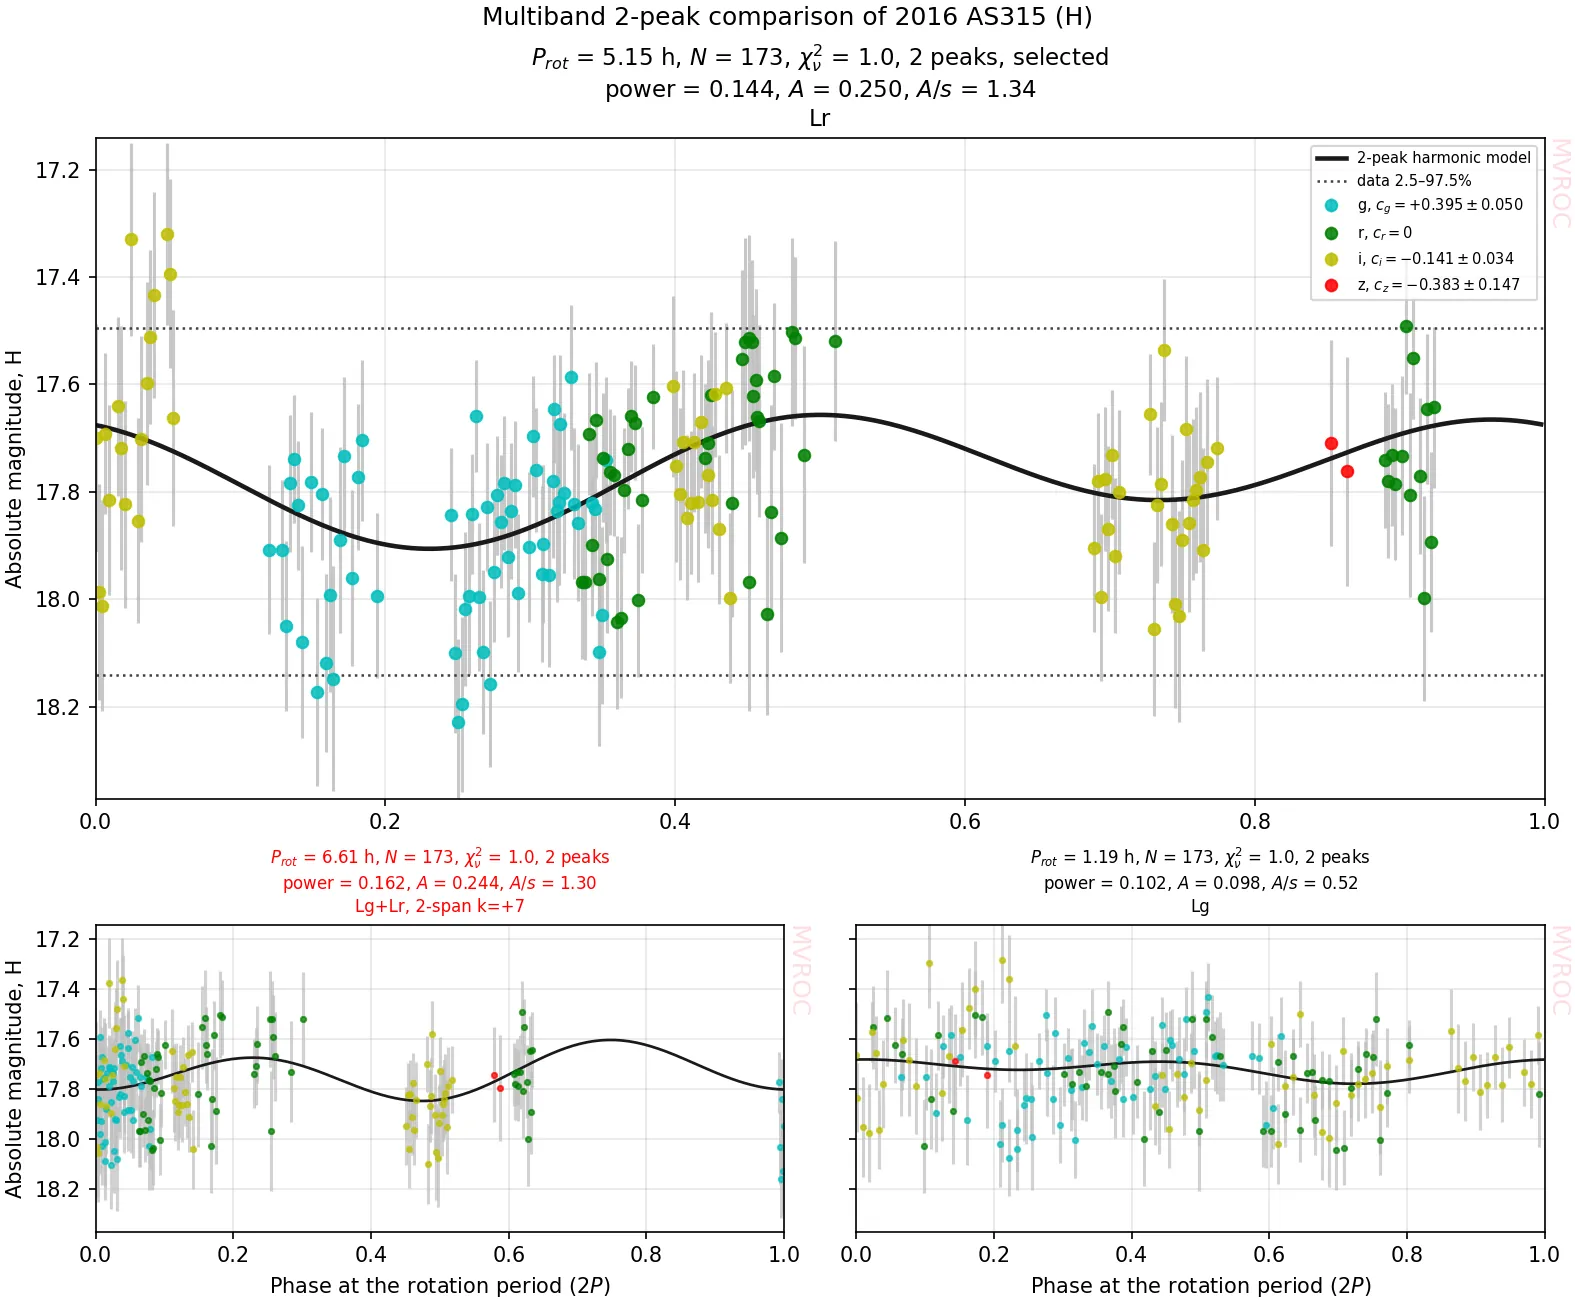 Multiband 2-peak comparison of 2016 AS315 (H)
P_rot = 5.15 h, N = 173, χ²_ν = 1.0, 2 peaks, selected
power = 0.144, A = 0.250, A/s = 1.34
Lr
2-peak harmonic model
data 2.5–97.5%
g, c_g = +0.395 ± 0.050
r, c_r = 0
i, c_i = −0.141 ± 0.034
z, c_z = −0.383 ± 0.147
MVROC
Absolute magnitude, H
17.2
17.4
17.6
17.8
18.0
18.2
0.0 0.2 0.4 0.6 0.8 1.0
P_rot = 6.61 h, N = 173, χ²_ν = 1.0, 2 peaks
power = 0.162, A = 0.244, A/s = 1.30
Lg+Lr, 2-span k=+7
MVROC
Absolute magnitude, H
17.2
17.4
17.6
17.8
18.0
18.2
0.0 0.2 0.4 0.6 0.8 1.0
Phase at the rotation period (2P)
P_rot = 1.19 h, N = 173, χ²_ν = 1.0, 2 peaks
power = 0.102, A = 0.098, A/s = 0.52
Lg
MVROC
0.0 0.2 0.4 0.6 0.8 1.0
Phase at the rotation period (2P)